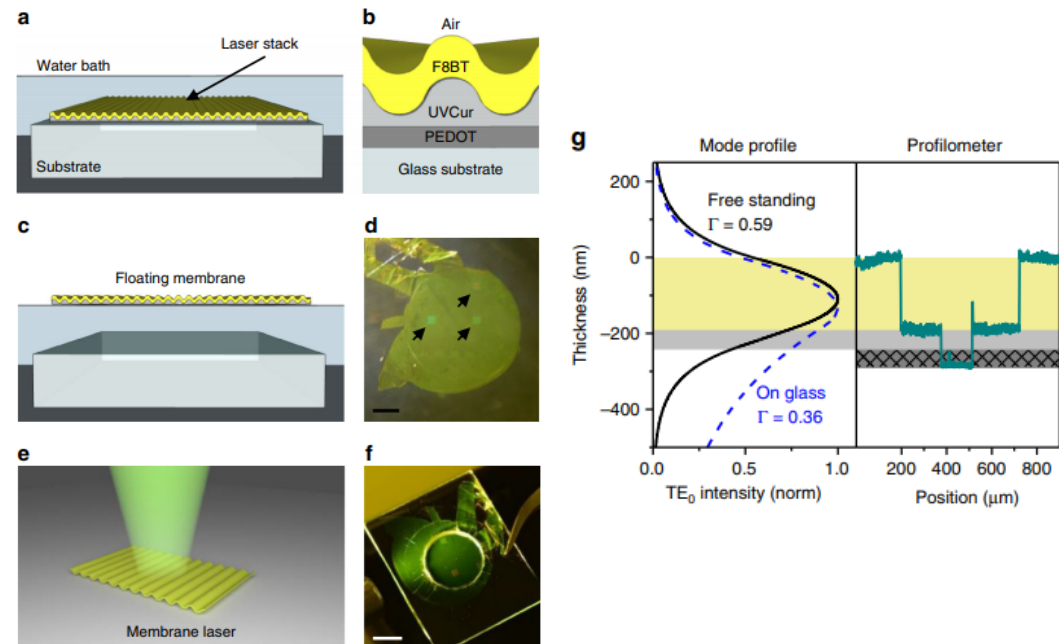 a
Laser stack
Water bath
Substrate
b
Air
F8BT
UVCur
PEDOT
Glass substrate
c
Floating membrane
d
e
Membrane laser
f
g
Mode profile
Profilometer
Thickness (nm)
200
0
−200
−400
Free standing
Γ = 0.59
On glass
Γ = 0.36
0.0
0.5
1.0
TE₀ intensity (norm)
200 400 600 800
Position (μm)